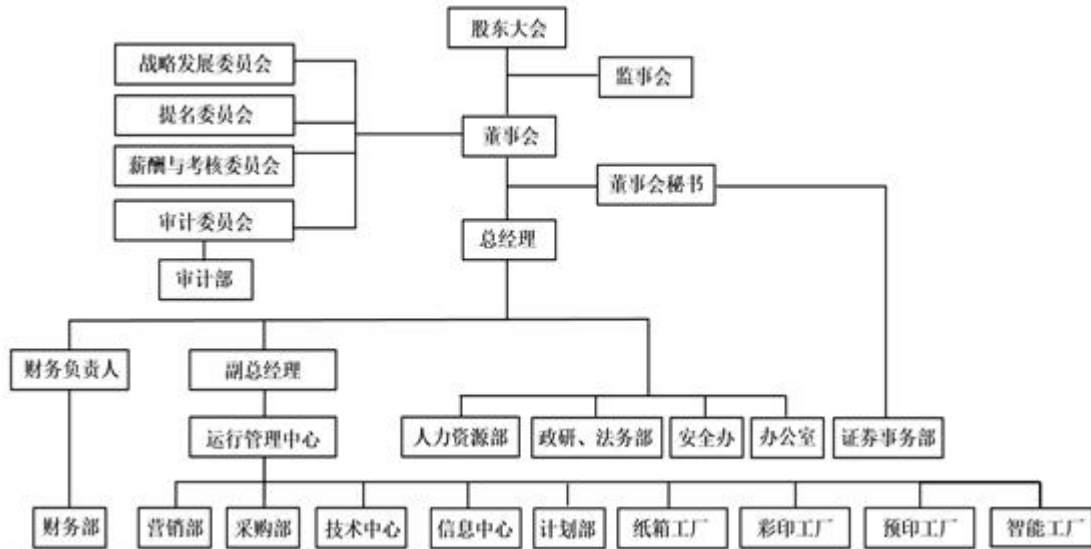 股东大会
战略发展委员会
监事会
提名委员会
董事会
薪酬与考核委员会
董事会秘书
审计委员会
总经理
审计部
财务负责人
副总经理
运行管理中心
人力资源部
政研、法务部
安全办
办公室
证券事务部
财务部
营销部
采购部
技术中心
信息中心
计划部
纸箱工厂
彩印工厂
预印工厂
智能工厂